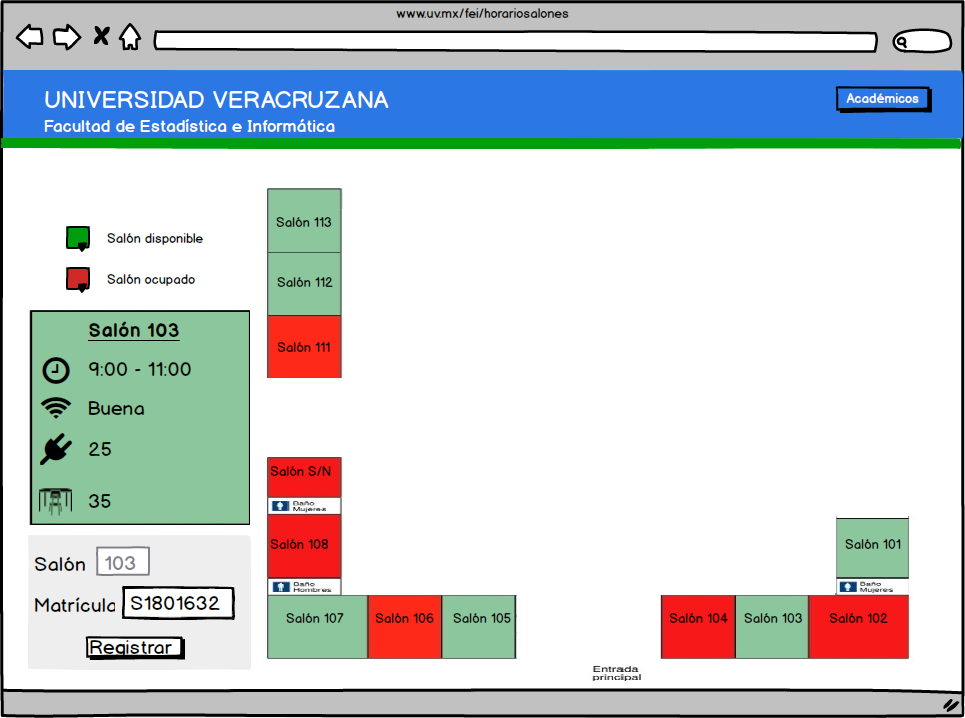 www.uv.mx/fei/horariosalones
UNIVERSIDAD VERACRUZANA
Académicos
Facultad de Estadística e Informática
Salón disponible
Salón ocupado
Salón 103
9:00 - 11:00
Buena
25
35
Salón 103
Matrícula S1801632
Registrar
Salón 113
Salón 112
Salón 111
Salón S/N
Baño
Mujeres
Salón 108
Baño
Hombres
Salón 107
Salón 106
Salón 105
Salón 101
Baño
Mujeres
Salón 104
Salón 103
Salón 102
Entrada
principal